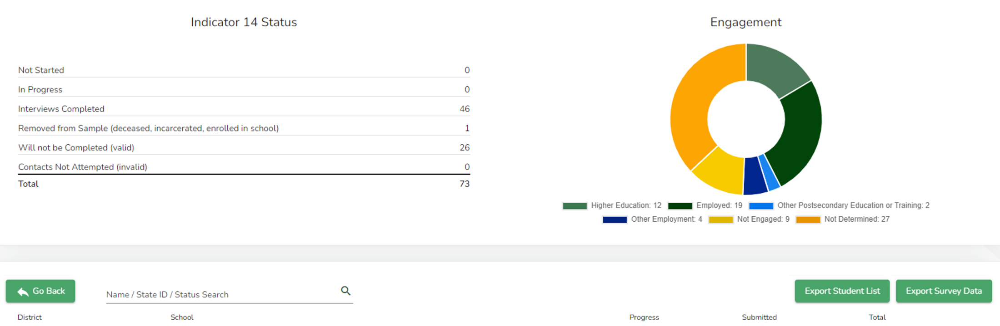 Indicator 14 Status
Not Started 0
In Progress 0
Interviews Completed 46
Removed from Sample (deceased, incarcerated, enrolled in school) 1
Will not be Completed (valid) 26
Contacts Not Attempted (invalid) 0
Total 73
Engagement
Higher Education: 12 Employed: 19 Other Postsecondary Education or Training: 2
Other Employment: 4 Not Engaged: 9 Not Determined: 27
Go Back Name / State ID / Status Search Export Student List Export Survey Data
District School Progress Submitted Total